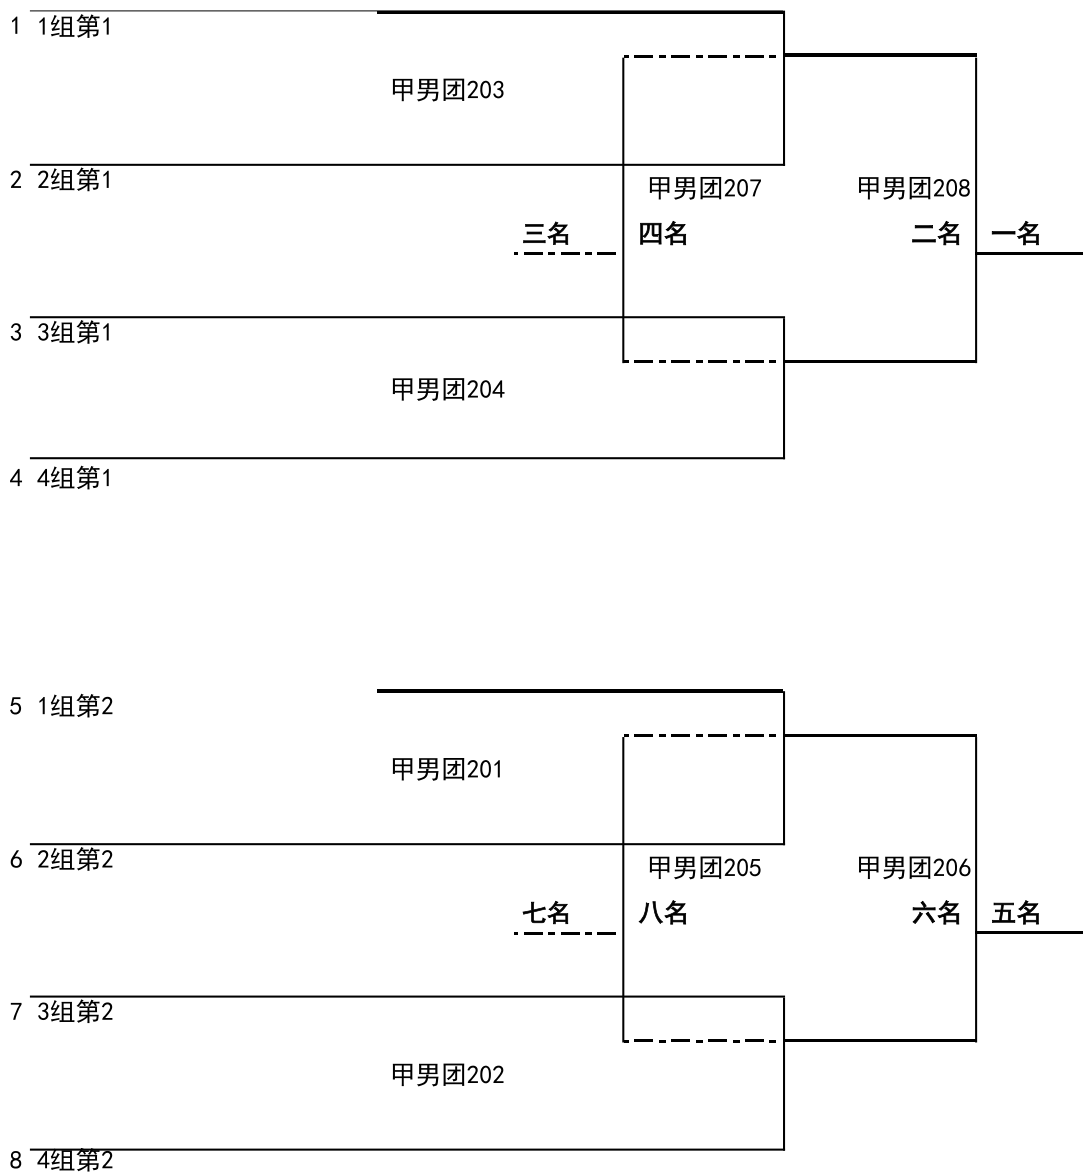 1 1组第1
甲男团203
2 2组第1
甲男团207 甲男团208
三名 四名 二名 一名
3 3组第1
甲男团204
4 4组第1
5 1组第2
甲男团201
6 2组第2
甲男团205 甲男团206
七名 八名 六名 五名
7 3组第2
甲男团202
8 4组第2